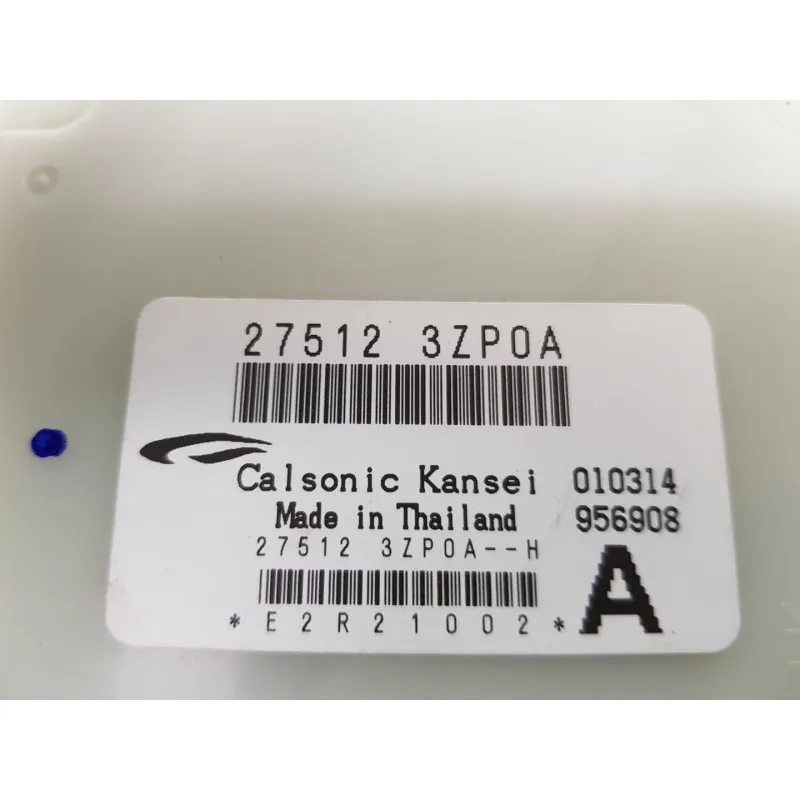 27512 3ZP0A
Calsonic Kansei 010314
Made in Thailand 956908
27512 3ZP0A--H
*E2R21002*
A